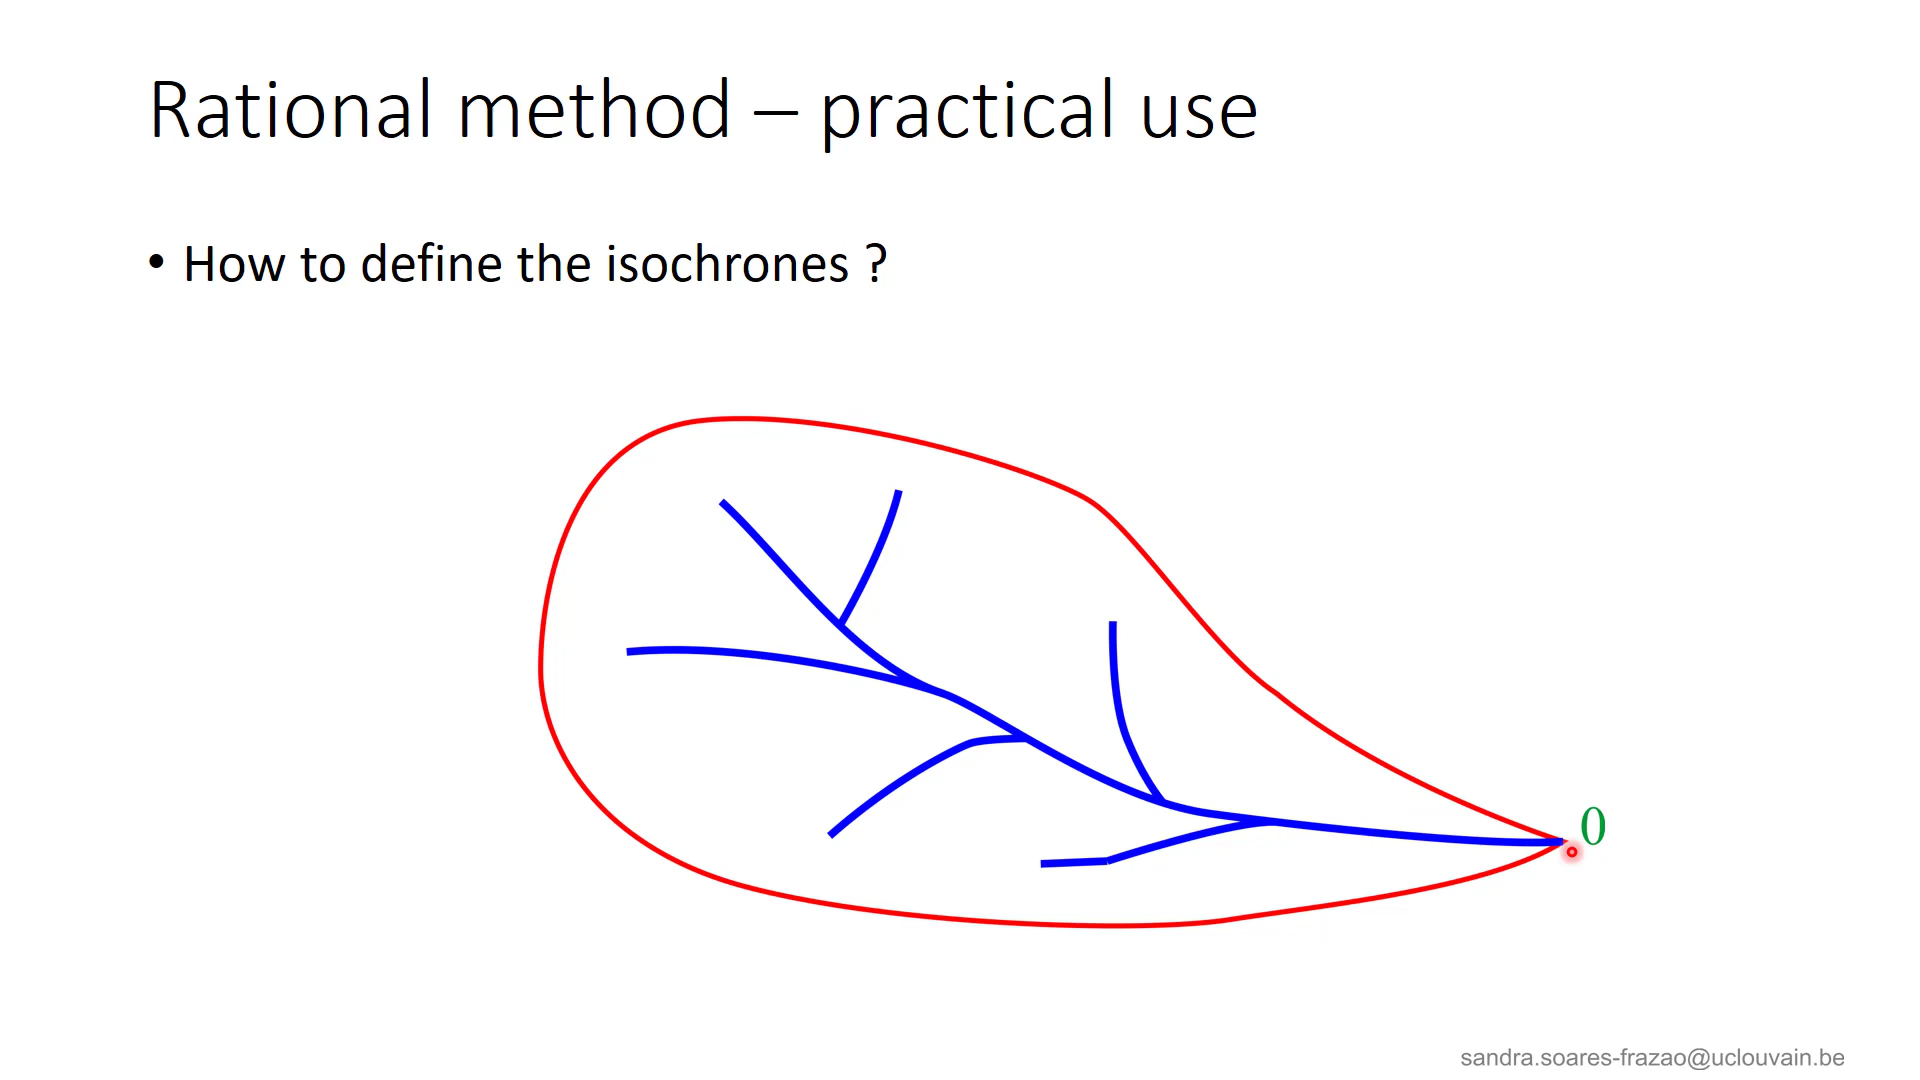 Rational method – practical use
• How to define the isochrones ?
0
sandra.soares-frazao@uclouvain.be